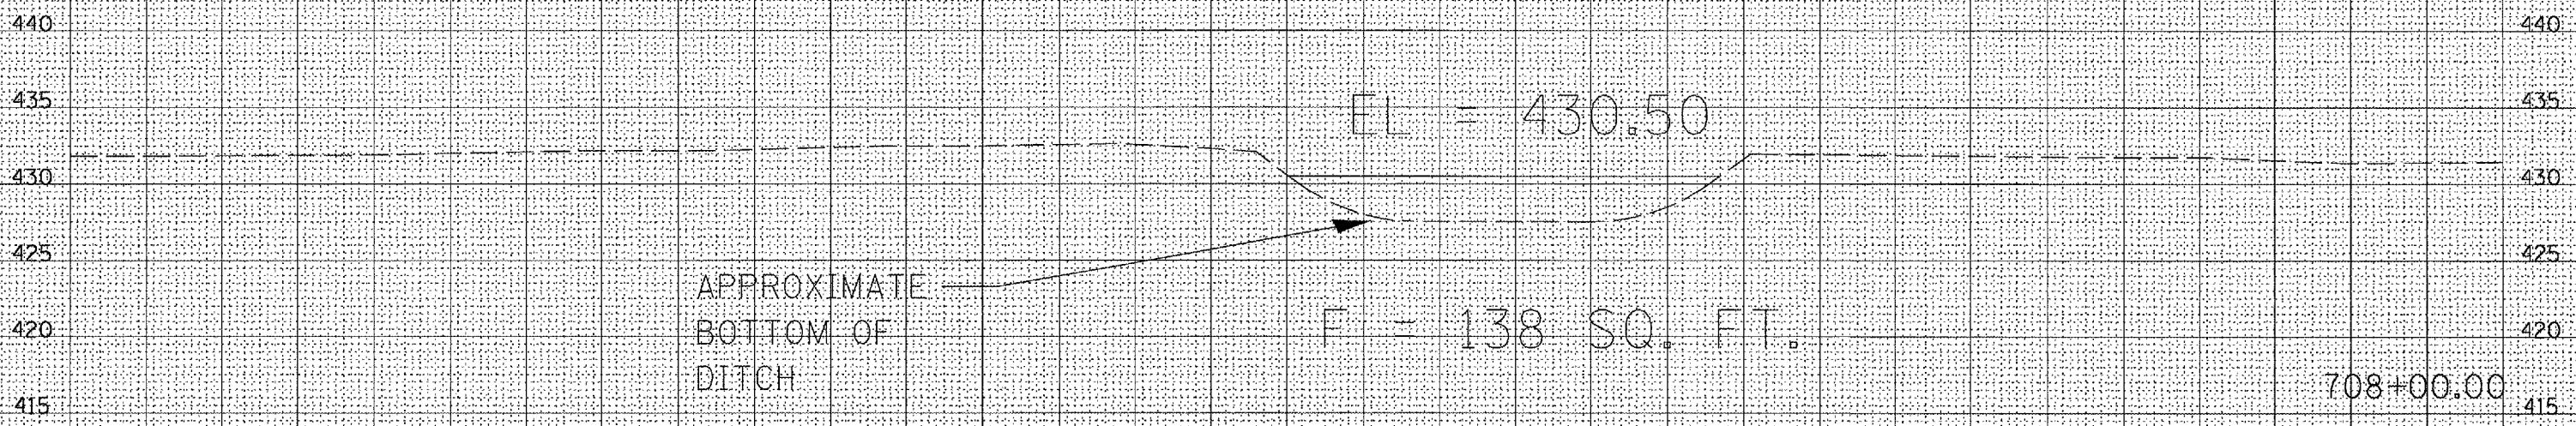 440 440
435 435
EL = 430.50
430 430
425 425
APPROXIMATE
BOTTOM OF
DITCH
420 420
F = 138 SQ. FT.
708+00.00
415 415